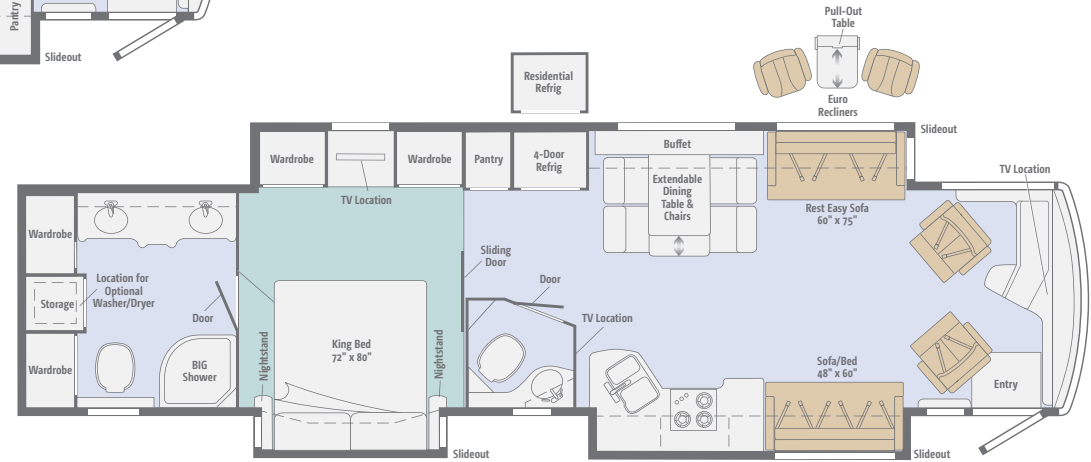 Pantry
Slideout
Pull-Out
Table
Euro
Recliners
Residential
Refrig
Slideout
Wardrobe
TV Location
Wardrobe
Pantry
4-Door
Refrig
Buffet
Extendable
Dining
Table &
Chairs
Rest Easy Sofa
60" x 75"
TV Location
Wardrobe
Storage
Location for
Optional
Washer/Dryer
Door
Wardrobe
BIG
Shower
Nightstand
King Bed
72" x 80"
Nightstand
Sliding
Door
Door
TV Location
Sofa/Bed
48" x 60"
Entry
Slideout
Slideout